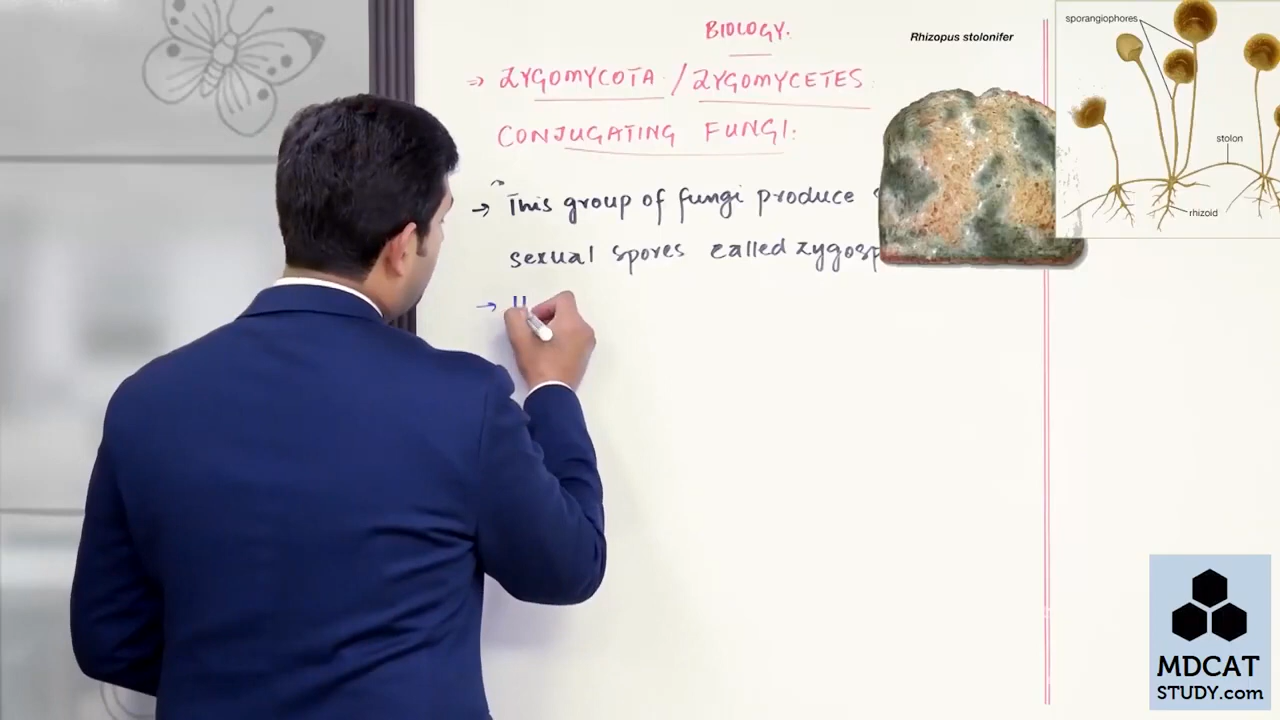 BIOLOGY.
→ ZYGOMYCOTA / ZYGOMYCETES
CONJUGATING FUNGI:
→ This group of fungi produce
sexual spores called zygosp
→
Rhizopus stolonifer
sporangiophores
stolon
rhizoid
MDCAT
STUDY.com